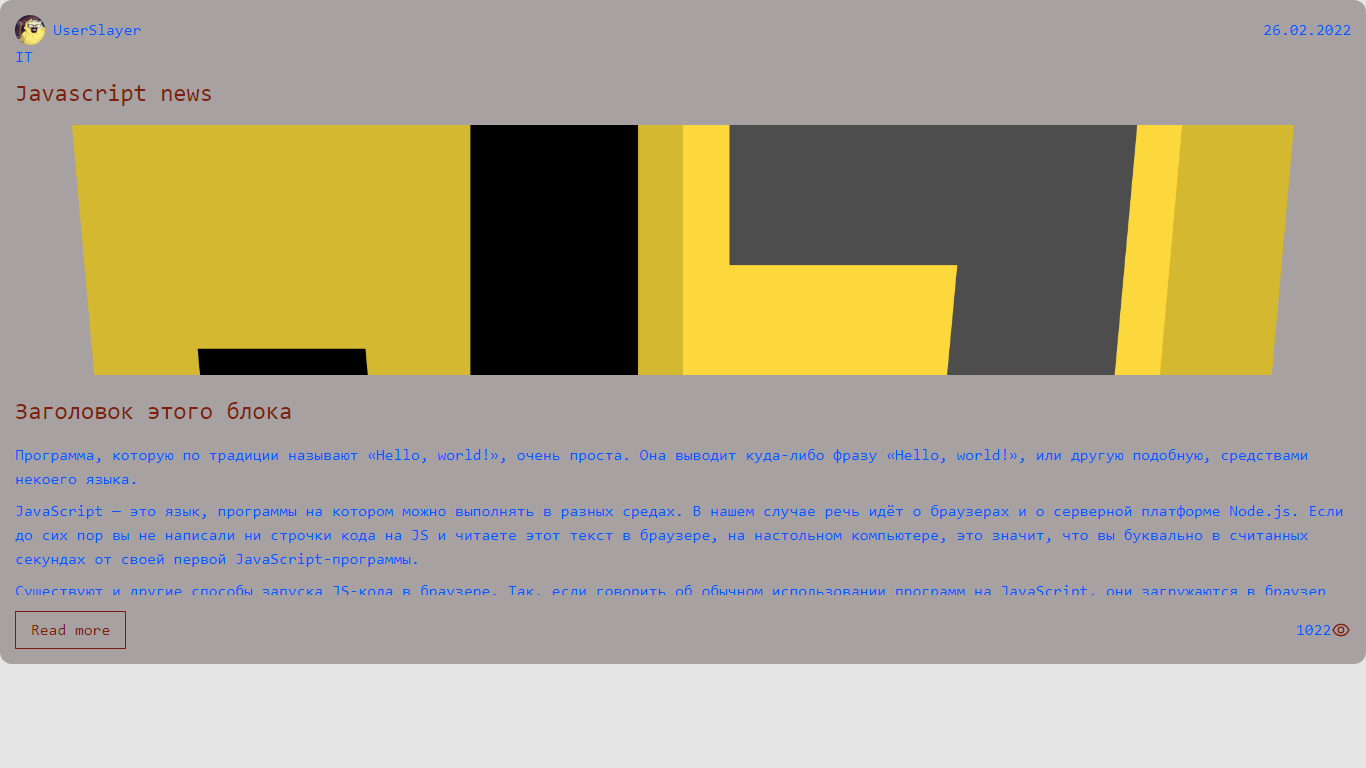 UserSlayer
26.02.2022
IT
Javascript news
Заголовок этого блока
Программа, которую по традиции называют «Hello, world!», очень проста. Она выводит куда-либо фразу «Hello, world!», или другую подобную, средствами
некоего языка.
JavaScript — это язык, программы на котором можно выполнять в разных средах. В нашем случае речь идёт о браузерах и о серверной платформе Node.js. Если
до сих пор вы не написали ни строчки кода на JS и читаете этот текст в браузере, на настольном компьютере, это значит, что вы буквально в считанных
секундах от своей первой JavaScript-программы.
Существуют и другие способы запуска JS-кода в браузере. Так, если говорить об обычном использовании программ на JavaScript, они загружаются в браузер
Read more
1022